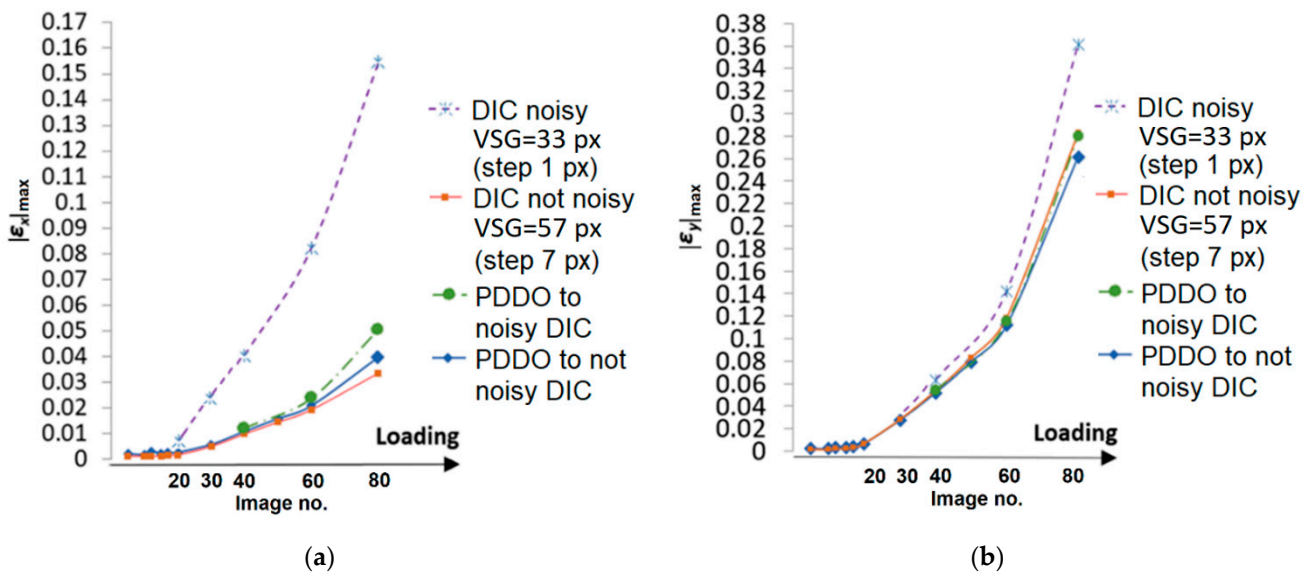 0.17
0.16
0.15
0.14
0.13
0.12
0.11
0.1
0.09
0.08
0.07
0.06
0.05
0.04
0.03
0.02
0.01
0
|εx|max
DIC noisy
VSG=33 px
(step 1 px)
DIC not noisy
VSG=57 px
(step 7 px)
PDDO to
noisy DIC
PDDO to not
noisy DIC
Loading
20 30 40 60 80
Image no.
(a)
0.38
0.36
0.34
0.32
0.3
0.28
0.26
0.24
0.22
0.2
0.18
0.16
0.14
0.12
0.1
0.08
0.06
0.04
0.02
0
|εy|max
DIC noisy
VSG=33 px
(step 1 px)
DIC not noisy
VSG=57 px
(step 7 px)
PDDO to
noisy DIC
PDDO to not
noisy DIC
Loading
20 30 40 60 80
Image no.
(b)